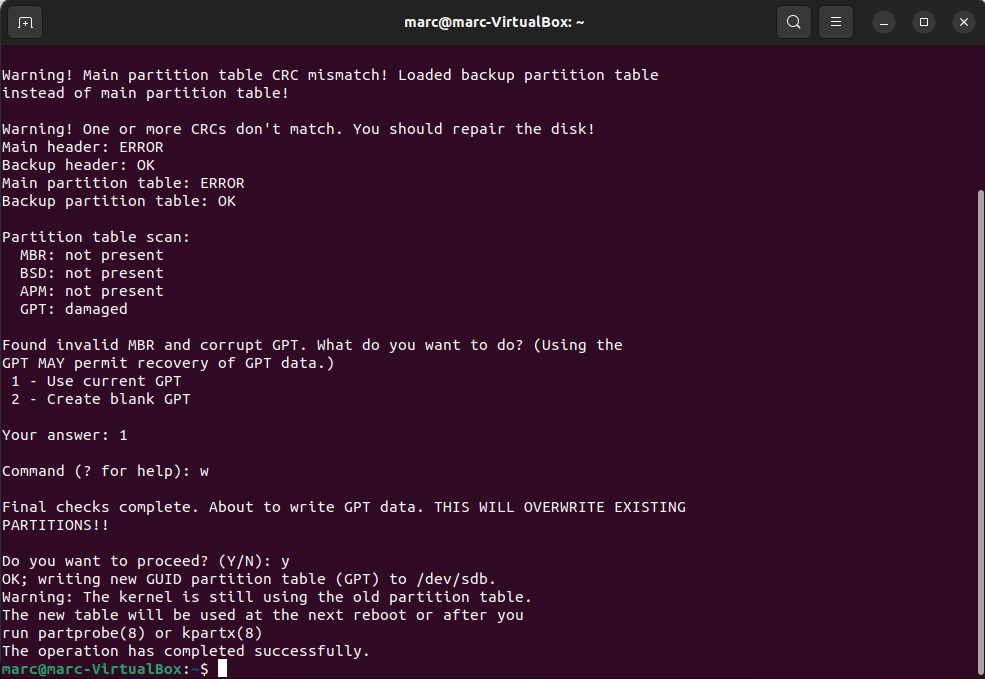 marc@marc-VirtualBox: ~
Warning! Main partition table CRC mismatch! Loaded backup partition table
instead of main partition table!
Warning! One or more CRCs don't match. You should repair the disk!
Main header: ERROR
Backup header: OK
Main partition table: ERROR
Backup partition table: OK
Partition table scan:
  MBR: not present
  BSD: not present
  APM: not present
  GPT: damaged
Found invalid MBR and corrupt GPT. What do you want to do? (Using the
GPT MAY permit recovery of GPT data.)
 1 - Use current GPT
 2 - Create blank GPT
Your answer: 1
Command (? for help): w
Final checks complete. About to write GPT data. THIS WILL OVERWRITE EXISTING
PARTITIONS!!
Do you want to proceed? (Y/N): y
OK; writing new GUID partition table (GPT) to /dev/sdb.
Warning: The kernel is still using the old partition table.
The new table will be used at the next reboot or after you
run partprobe(8) or kpartx(8)
The operation has completed successfully.
marc@marc-VirtualBox:~$